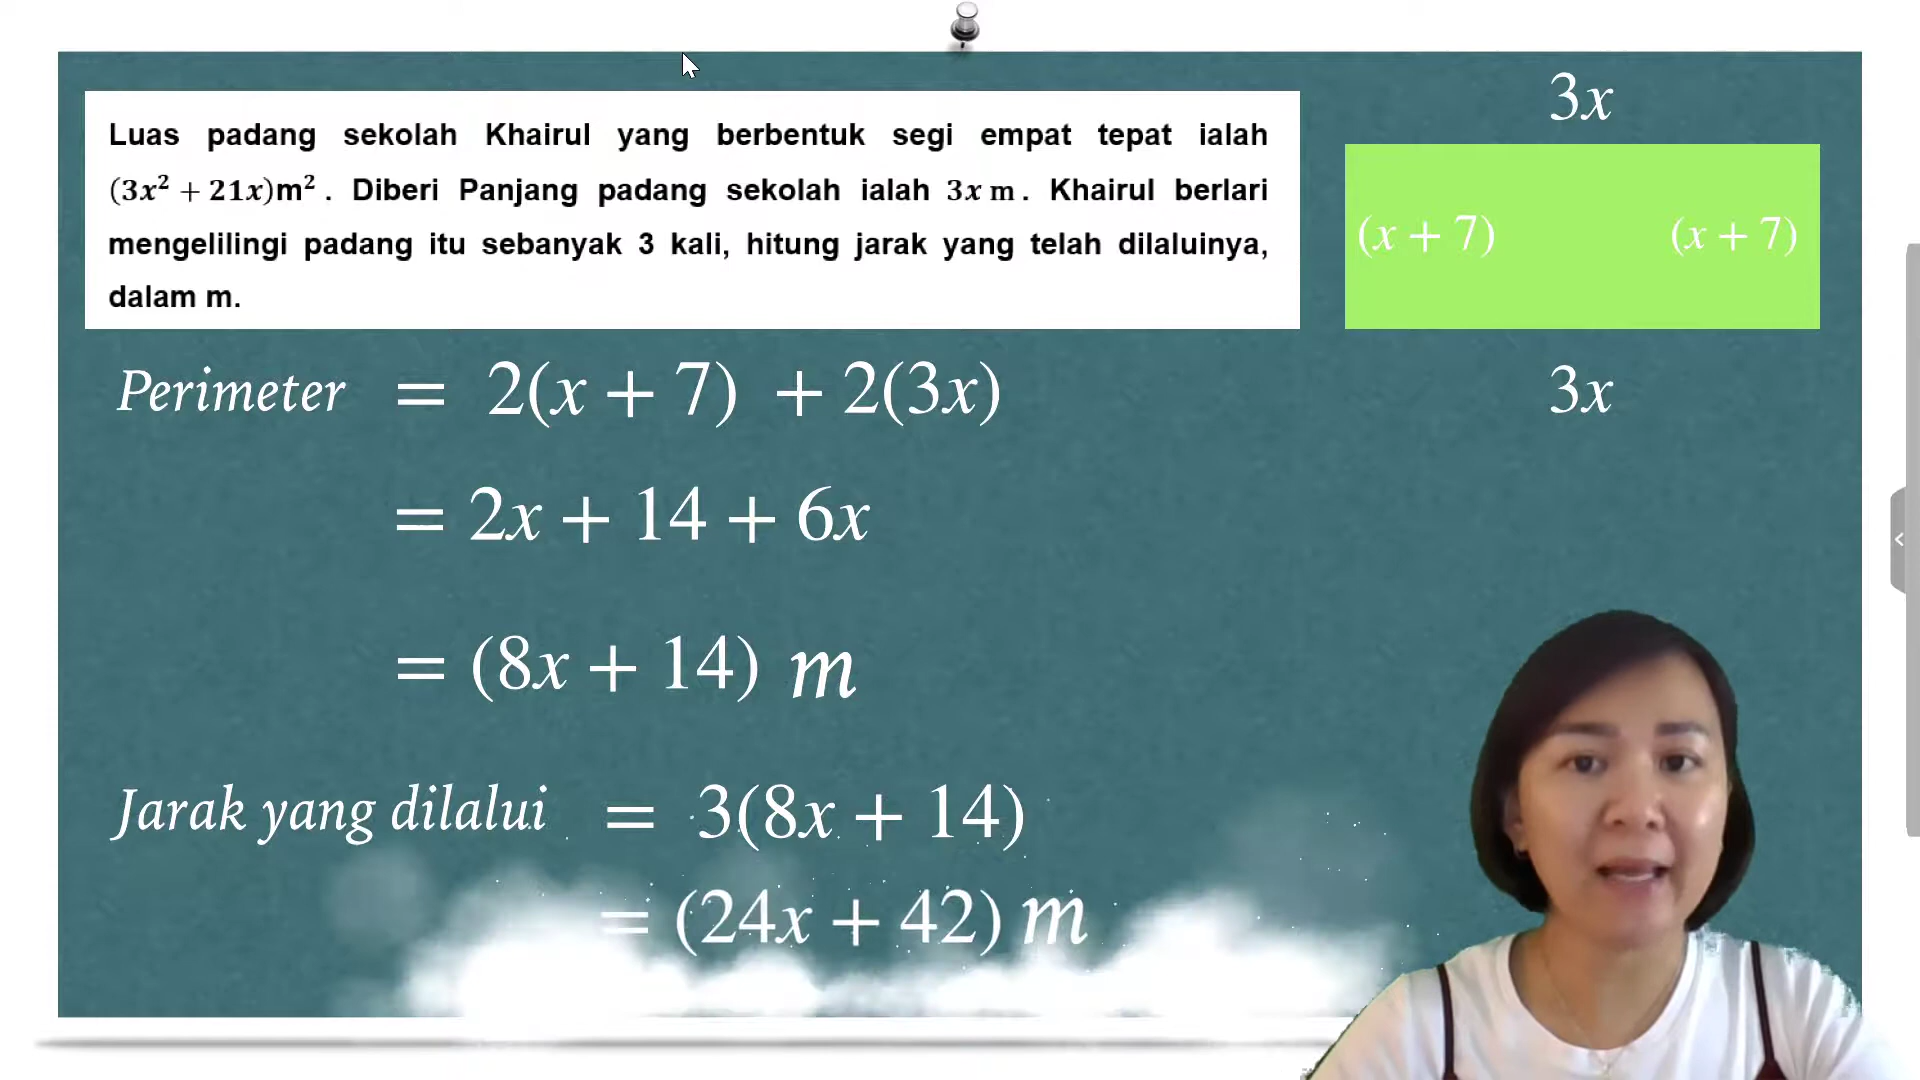 Luas padang sekolah Khairul yang berbentuk segi empat tepat ialah
(3x² + 21x)m² . Diberi Panjang padang sekolah ialah 3x m . Khairul berlari
mengelilingi padang itu sebanyak 3 kali, hitung jarak yang telah dilaluinya,
dalam m.
3x
(x + 7) (x + 7)
3x
Perimeter = 2(x + 7) + 2(3x)
= 2x + 14 + 6x
= (8x + 14) m
Jarak yang dilalui = 3(8x + 14)
= (24x + 42) m